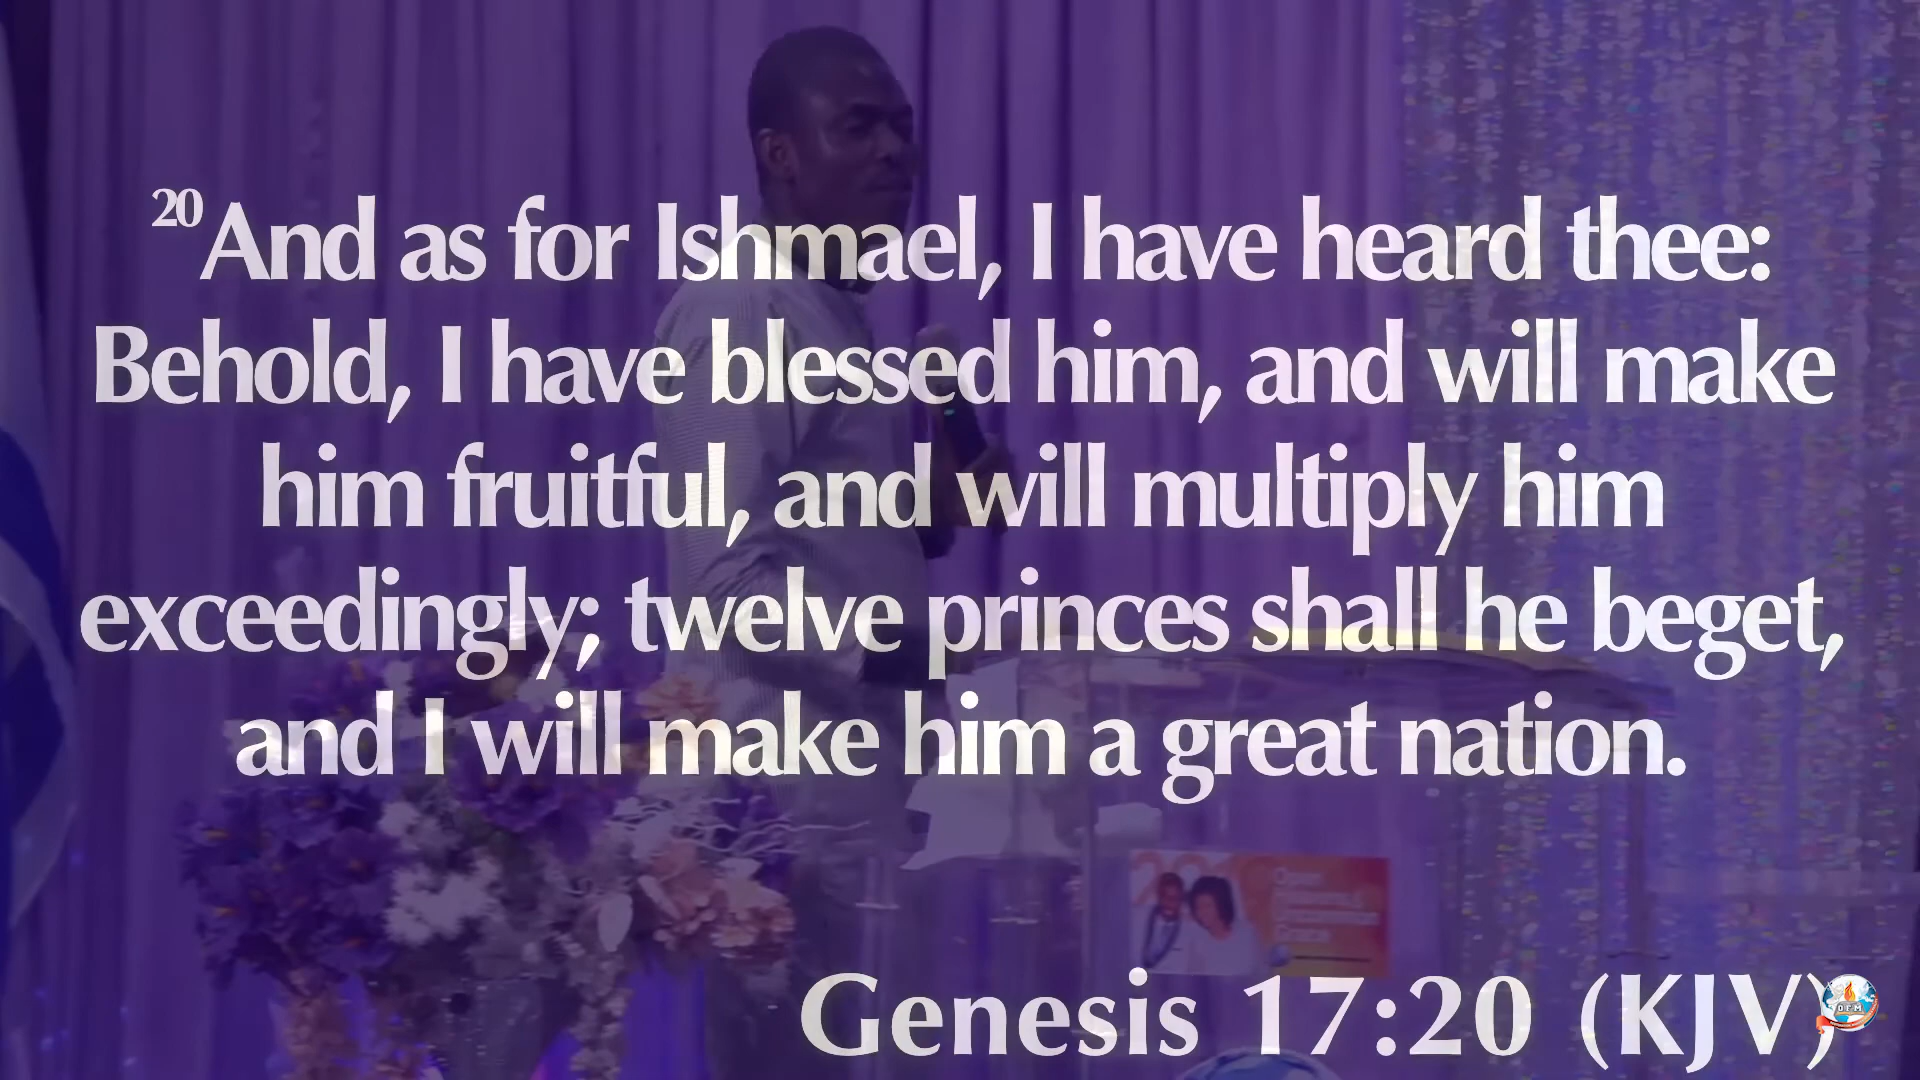 20And as for Ishmael, I have heard thee:
Behold, I have blessed him, and will make
him fruitful, and will multiply him
exceedingly; twelve princes shall he beget,
and I will make him a great nation.
Genesis 17:20 (KJV)